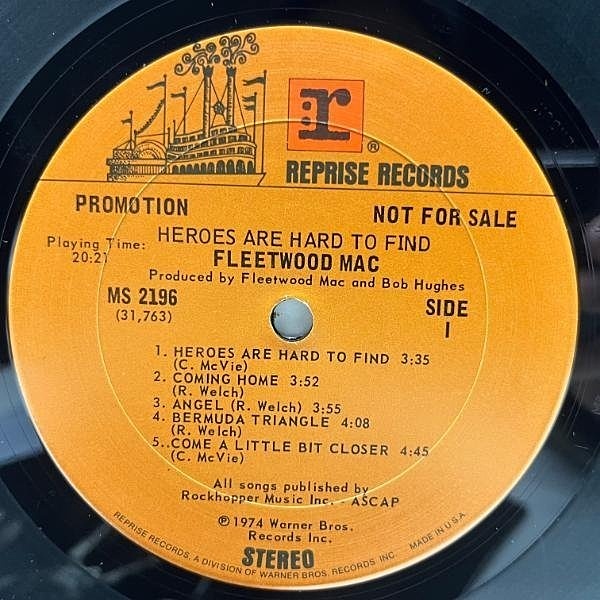 r®
REPRISE RECORDS
PROMOTION NOT FOR SALE
HEROES ARE HARD TO FIND
Playing Time:
20:21
FLEETWOOD MAC
Produced by Fleetwood Mac and Bob Hughes
MS 2196
(31,763)
SIDE
1
1. HEROES ARE HARD TO FIND 3:35
(C. McVie)
2. COMING HOME 3:52
(R. Welch)
3. ANGEL (R. Welch) 3:55
4. BERMUDA TRIANGLE 4:08
(R. Welch)
5. COME A LITTLE BIT CLOSER 4:45
(C. McVie)
All songs published by
Rockhopper Music Inc. - ASCAP
℗ 1974 Warner Bros.
Records Inc.
STEREO
REPRISE RECORDS, A DIVISION OF WARNER BROS. RECORDS INC. MADE IN U.S.A.